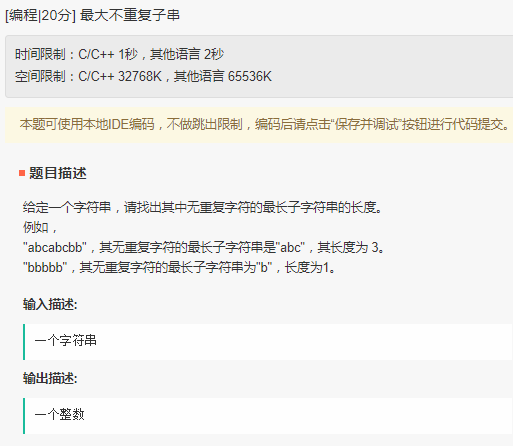 [编程|20分] 最大不重复子串
时间限制：C/C++ 1秒，其他语言 2秒
空间限制：C/C++ 32768K，其他语言 65536K
本题可使用本地IDE编码，不做跳出限制，编码后请点击“保存并调试”按钮进行代码提交。
题目描述
给定一个字符串，请找出其中无重复字符的最长子字符串的长度。
例如，
"abcabcbb"，其无重复字符的最长子字符串是"abc"，其长度为 3。
"bbbbb"，其无重复字符的最长子字符串为"b"，长度为1。
输入描述:
一个字符串
输出描述:
一个整数